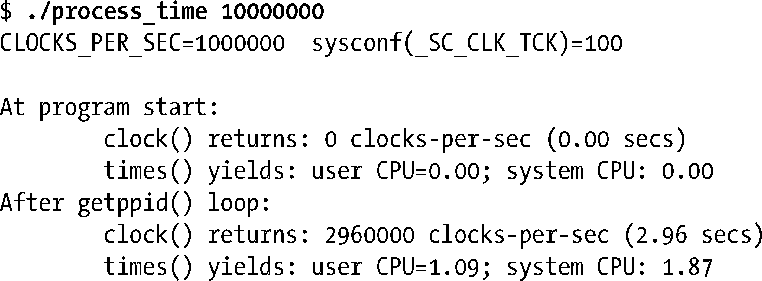 $ ./process_time 10000000
CLOCKS_PER_SEC=1000000 sysconf(_SC_CLK_TCK)=100
At program start:
clock() returns: 0 clocks-per-sec (0.00 secs)
times() yields: user CPU=0.00; system CPU: 0.00
After getppid() loop:
clock() returns: 2960000 clocks-per-sec (2.96 secs)
times() yields: user CPU=1.09; system CPU: 1.87